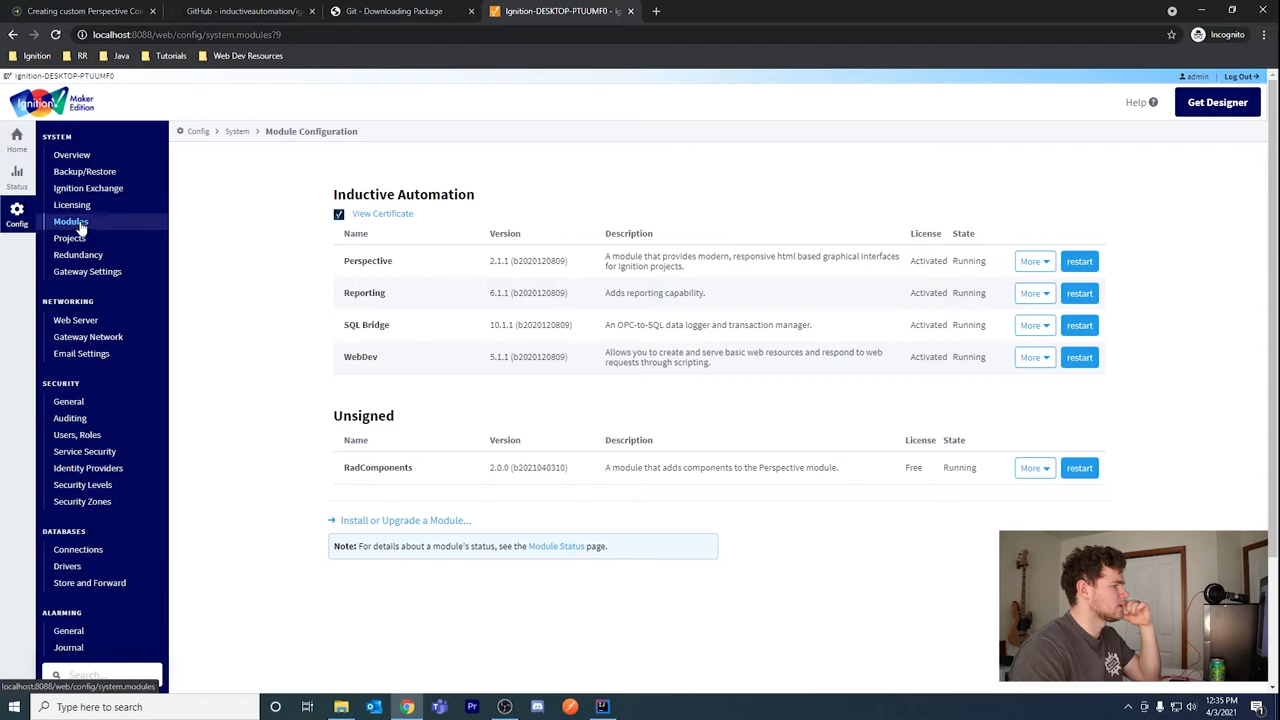 Creating custom Perspective Co
GitHub - inductiveautomation/ig
Git - Downloading Package
Ignition-DESKTOP-PTUUMF0 - Ig
localhost:8088/web/config/system.modules?9
Incognito
Ignition
RR
Java
Tutorials
Web Dev Resources
Ignition-DESKTOP-PTUUMF0
admin
Log Out
Ignition
Maker
Edition
Help
Get Designer
Home
Status
Config
SYSTEM
Overview
Backup/Restore
Ignition Exchange
Licensing
Modules
Projects
Redundancy
Gateway Settings
NETWORKING
Web Server
Gateway Network
Email Settings
SECURITY
General
Auditing
Users, Roles
Service Security
Identity Providers
Security Levels
Security Zones
DATABASES
Connections
Drivers
Store and Forward
ALARMING
General
Journal
Search...
Config > System > Module Configuration
Inductive Automation
View Certificate
Name Version Description License State
Perspective 2.1.1 (b2020120809) A module that provides modern, responsive html based graphical interfaces for Ignition projects. Activated Running More restart
Reporting 6.1.1 (b2020120809) Adds reporting capability. Activated Running More restart
SQL Bridge 10.1.1 (b2020120809) An OPC-to-SQL data logger and transaction manager. Activated Running More restart
WebDev 5.1.1 (b2020120809) Allows you to create and serve basic web resources and respond to web requests through scripting. Activated Running More restart
Unsigned
Name Version Description License State
RadComponents 2.0.0 (b2021040310) A module that adds components to the Perspective module. Free Running More restart
Install or Upgrade a Module...
Note: For details about a module's status, see the Module Status page.
localhost:8088/web/config/system.modules
Type here to search
12:35 PM
4/3/2021